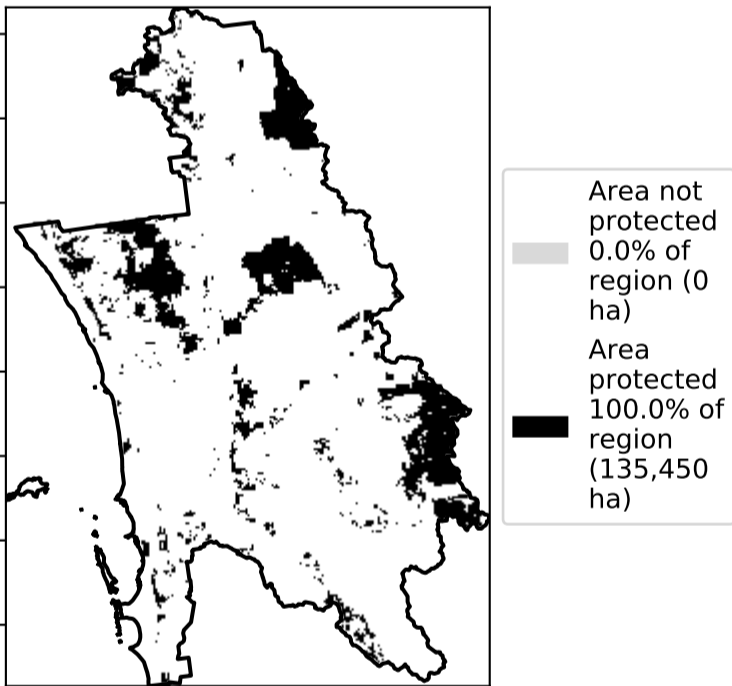 Area not
protected
0.0% of
region (0
ha)
Area
protected
100.0% of
region
(135,450
ha)